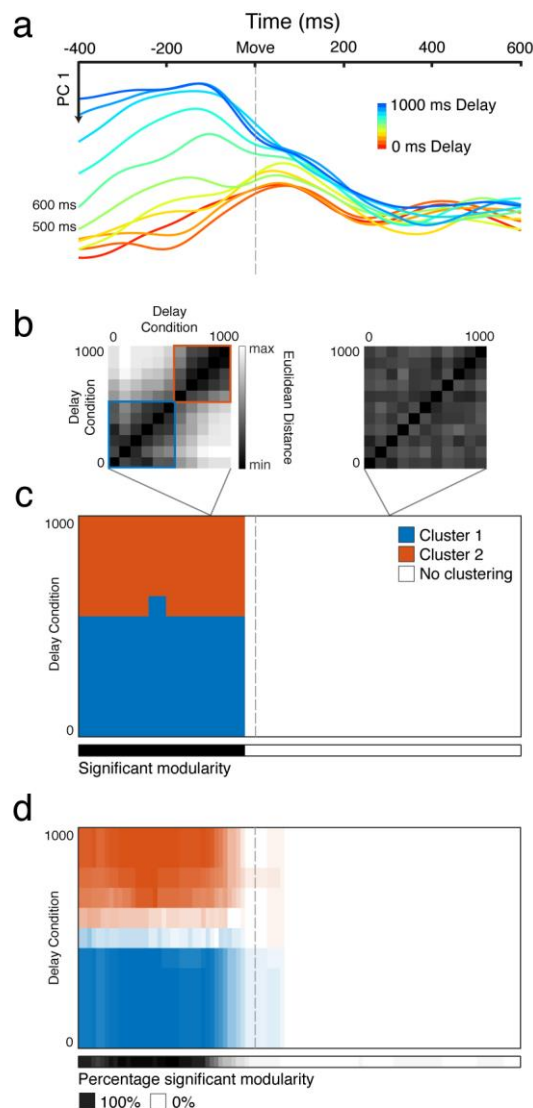 a
Time (ms)
-400 -200 Move 200 400 600
PC 1
1000 ms Delay
0 ms Delay
600 ms
500 ms
b
Delay
Condition
0 1000
1000
0
Delay
Condition
max
min
Euclidean Distance
0 1000
1000
0
c
1000
Delay Condition
0
Cluster 1
Cluster 2
No clustering
Significant modularity
d
1000
Delay Condition
0
Percentage significant modularity
100% 0%